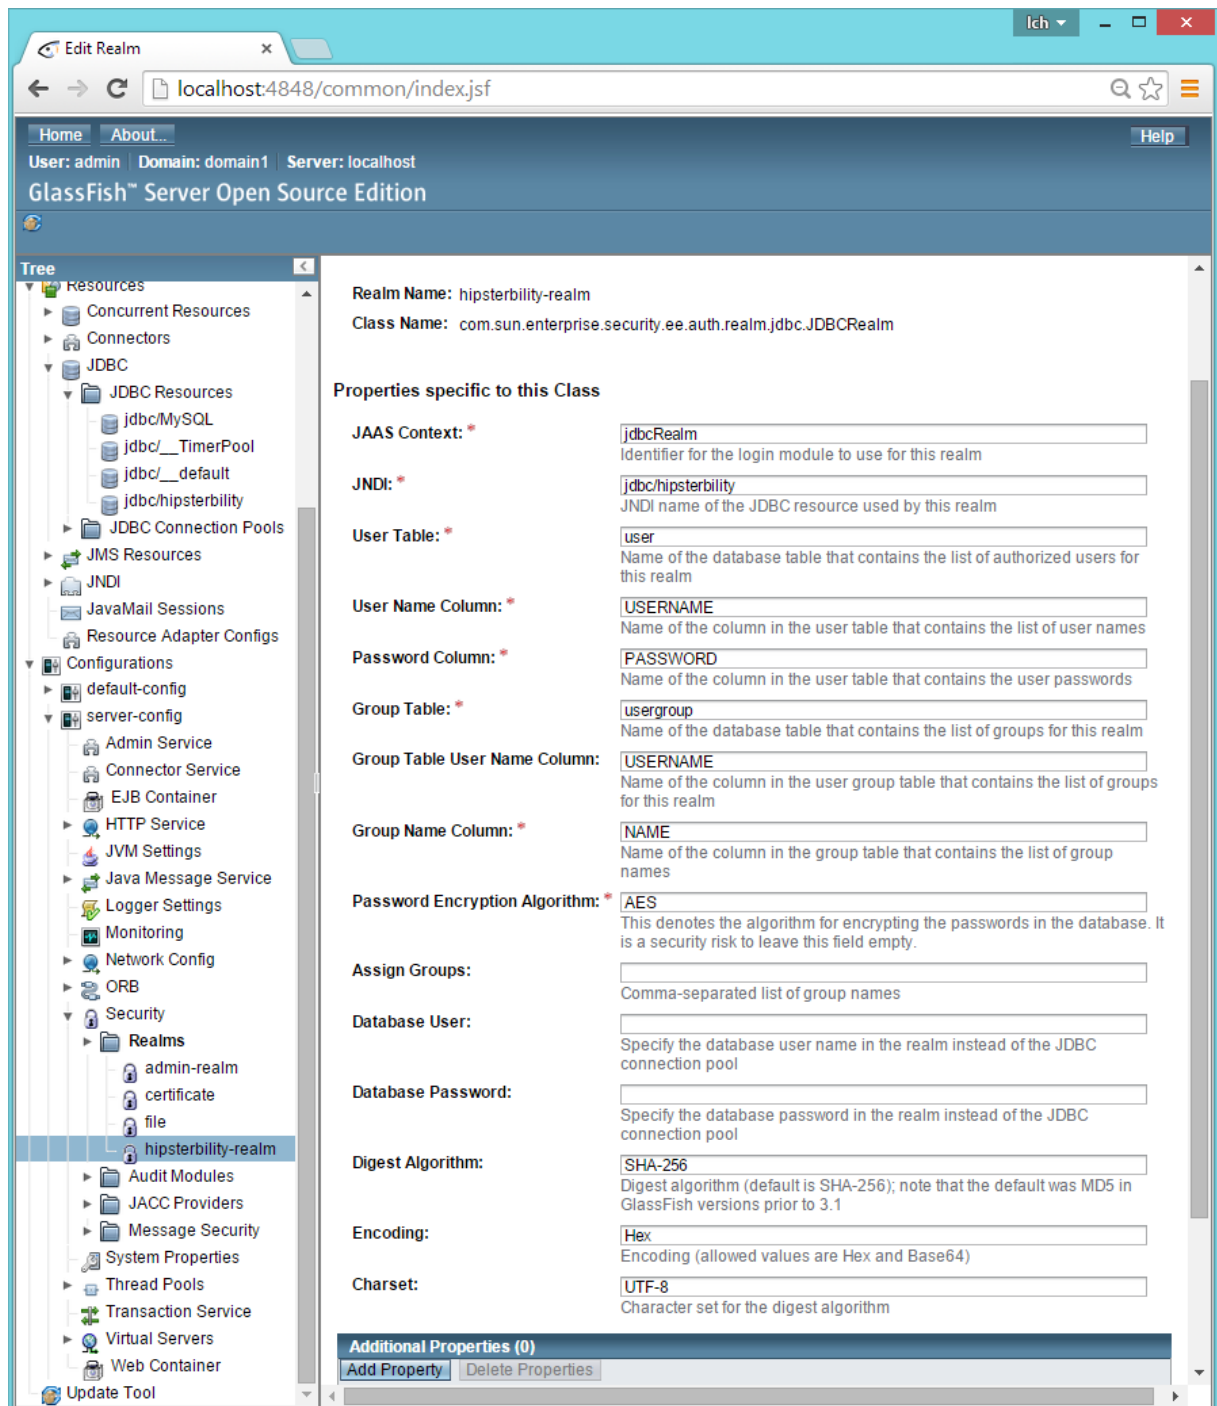 Ich
Edit Realm
localhost:4848/common/index.jsf
Home About... Help
User: admin Domain: domain1 Server: localhost
GlassFish™ Server Open Source Edition
Tree
Resources
Concurrent Resources
Connectors
JDBC
JDBC Resources
jdbc/MySQL
jdbc/__TimerPool
jdbc/__default
jdbc/hipsterbility
JDBC Connection Pools
JMS Resources
JNDI
JavaMail Sessions
Resource Adapter Configs
Configurations
default-config
server-config
Admin Service
Connector Service
EJB Container
HTTP Service
JVM Settings
Java Message Service
Logger Settings
Monitoring
Network Config
ORB
Security
Realms
admin-realm
certificate
file
hipsterbility-realm
Audit Modules
JACC Providers
Message Security
System Properties
Thread Pools
Transaction Service
Virtual Servers
Web Container
Update Tool
Realm Name: hipsterbility-realm
Class Name: com.sun.enterprise.security.ee.auth.realm.jdbc.JDBCRealm
Properties specific to this Class
JAAS Context: * jdbcRealm
Identifier for the login module to use for this realm
JNDI: * jdbc/hipsterbility
JNDI name of the JDBC resource used by this realm
User Table: * user
Name of the database table that contains the list of authorized users for
this realm
User Name Column: * USERNAME
Name of the column in the user table that contains the list of user names
Password Column: * PASSWORD
Name of the column in the user table that contains the user passwords
Group Table: * usergroup
Name of the database table that contains the list of groups for this realm
Group Table User Name Column: USERNAME
Name of the column in the user group table that contains the list of groups
for this realm
Group Name Column: * NAME
Name of the column in the group table that contains the list of group
names
Password Encryption Algorithm: * AES
This denotes the algorithm for encrypting the passwords in the database. It
is a security risk to leave this field empty.
Assign Groups:
Comma-separated list of group names
Database User:
Specify the database user name in the realm instead of the JDBC
connection pool
Database Password:
Specify the database password in the realm instead of the JDBC
connection pool
Digest Algorithm: SHA-256
Digest algorithm (default is SHA-256); note that the default was MD5 in
GlassFish versions prior to 3.1
Encoding: Hex
Encoding (allowed values are Hex and Base64)
Charset: UTF-8
Character set for the digest algorithm
Additional Properties (0)
Add Property Delete Properties